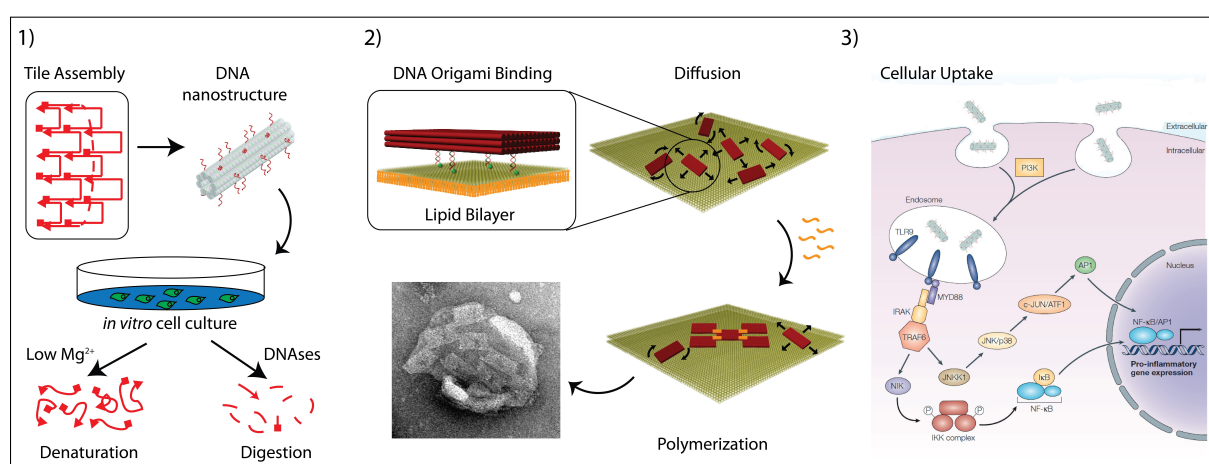 1)
Tile Assembly
DNA
nanostructure
in vitro cell culture
Low Mg²⁺
DNAses
Denaturation
Digestion
2)
DNA Origami Binding
Diffusion
Lipid Bilayer
Polymerization
3)
Cellular Uptake
Extracellular
Intracellular
PI3K
Endosome
TLR9
MYD88
IRAK
TRAF6
AP1
c-JUN/ATF1
JNK/p38
JNKK1
NIK
P
P
IKK complex
IκB
NF-κB
Nucleus
NF-κB/AP1
Pro-inflammatory
gene expression